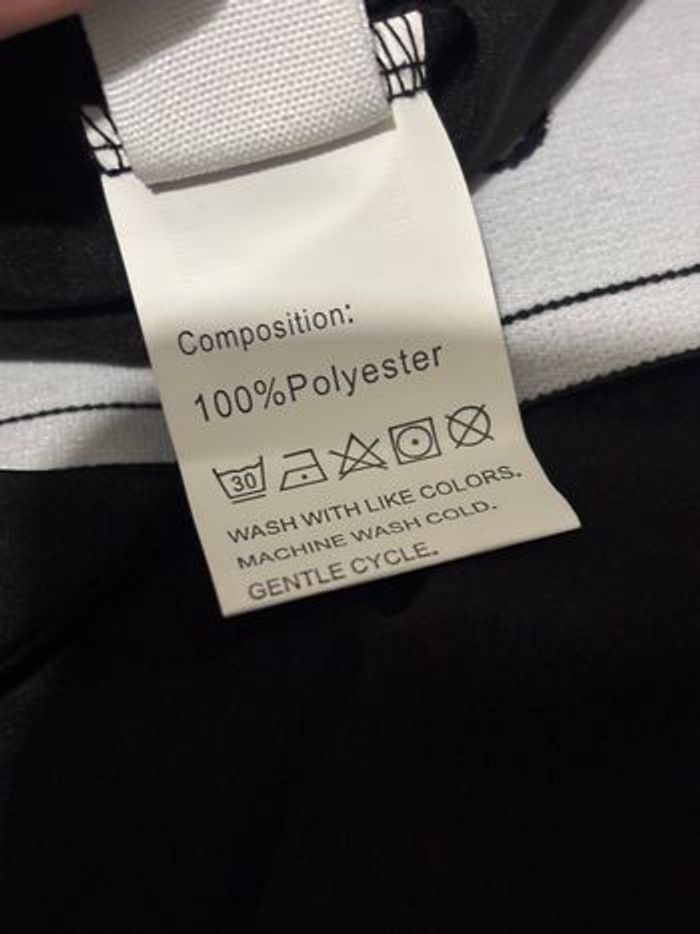 Composition:
100%Polyester
30
WASH WITH LIKE COLORS.
MACHINE WASH COLD.
GENTLE CYCLE.